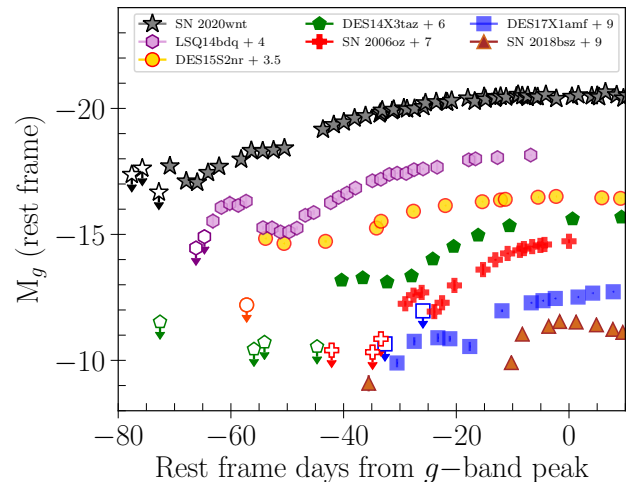 SN 2020wnt
LSQ14bdq + 4
DES15S2nr + 3.5
DES14X3taz + 6
SN 2006oz + 7
DES17X1amf + 9
SN 2018bsz + 9
M_g (rest frame)
−20
−15
−10
−80 −60 −40 −20 0
Rest frame days from g−band peak